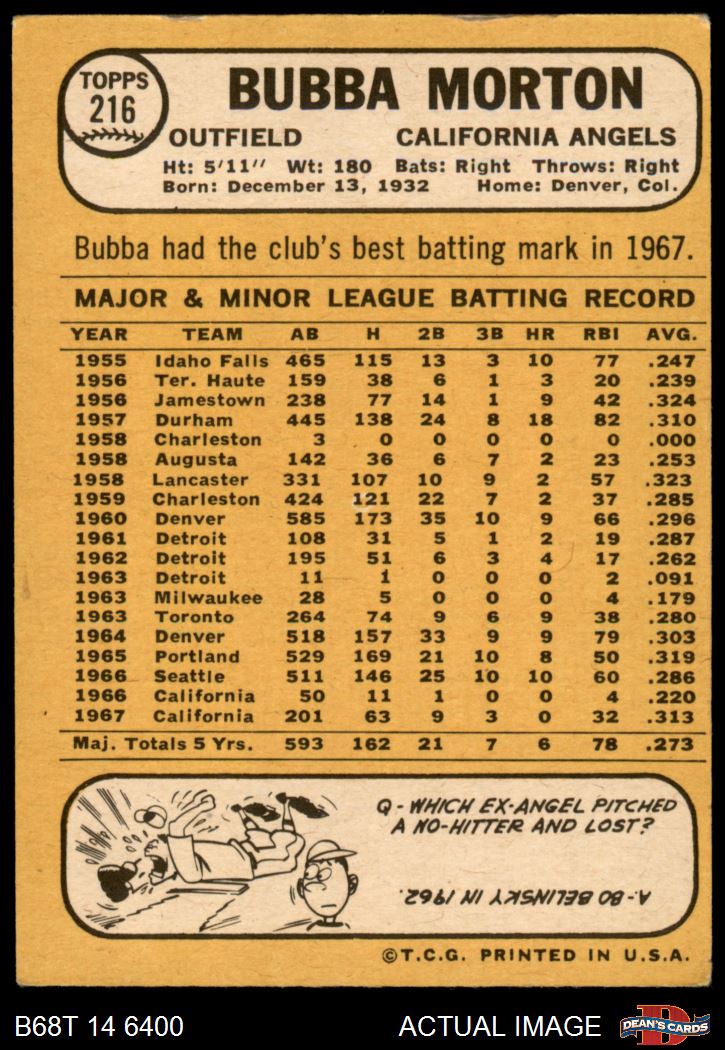 TOPPS
216
BUBBA MORTON
OUTFIELD CALIFORNIA ANGELS
Ht: 5'11" Wt: 180 Bats: Right Throws: Right
Born: December 13, 1932 Home: Denver, Col.
Bubba had the club's best batting mark in 1967.
MAJOR & MINOR LEAGUE BATTING RECORD
YEAR TEAM AB H 2B 3B HR RBI AVG.
1955 Idaho Falls 465 115 13 3 10 77 .247
1956 Ter. Haute 159 38 6 1 3 20 .239
1956 Jamestown 238 77 14 1 9 42 .324
1957 Durham 445 138 24 8 18 82 .310
1958 Charleston 3 0 0 0 0 0 .000
1958 Augusta 142 36 6 7 2 23 .253
1958 Lancaster 331 107 10 9 2 57 .323
1959 Charleston 424 121 22 7 2 37 .285
1960 Denver 585 173 35 10 9 66 .296
1961 Detroit 108 31 5 1 2 19 .287
1962 Detroit 195 51 6 3 4 17 .262
1963 Detroit 11 1 0 0 0 2 .091
1963 Milwaukee 28 5 0 0 0 4 .179
1963 Toronto 264 74 9 6 9 38 .280
1964 Denver 518 157 33 9 9 79 .303
1965 Portland 529 169 21 10 8 50 .319
1966 Seattle 511 146 25 10 10 60 .286
1966 California 50 11 1 0 0 4 .220
1967 California 201 63 9 3 0 32 .313
Maj. Totals 5 Yrs. 593 162 21 7 6 78 .273
Q - WHICH EX-ANGEL PITCHED
A NO-HITTER AND LOST?
A. BO BELINSKY IN 1962.
©T.C.G. PRINTED IN U.S.A.
B68T 14 6400 ACTUAL IMAGE
D
DEAN'S CARDS